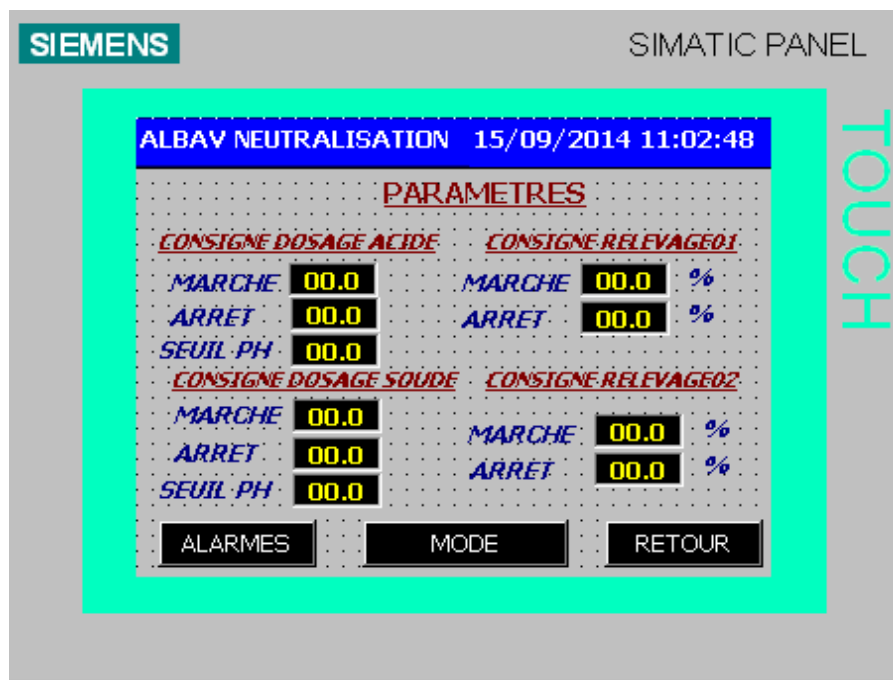 SIEMENS
SIMATIC PANEL
TOUCH
ALBAV NEUTRALISATION 15/09/2014 11:02:48
PARAMETRES
CONSIGNE DOSAGE ACIDE
MARCHE 00.0
ARRET 00.0
SEUIL PH 00.0
CONSIGNE RELEVAGE01
MARCHE 00.0 %
ARRET 00.0 %
CONSIGNE DOSAGE SOUDE
MARCHE 00.0
ARRET 00.0
SEUIL PH 00.0
CONSIGNE RELEVAGE02
MARCHE 00.0 %
ARRET 00.0 %
ALARMES MODE RETOUR